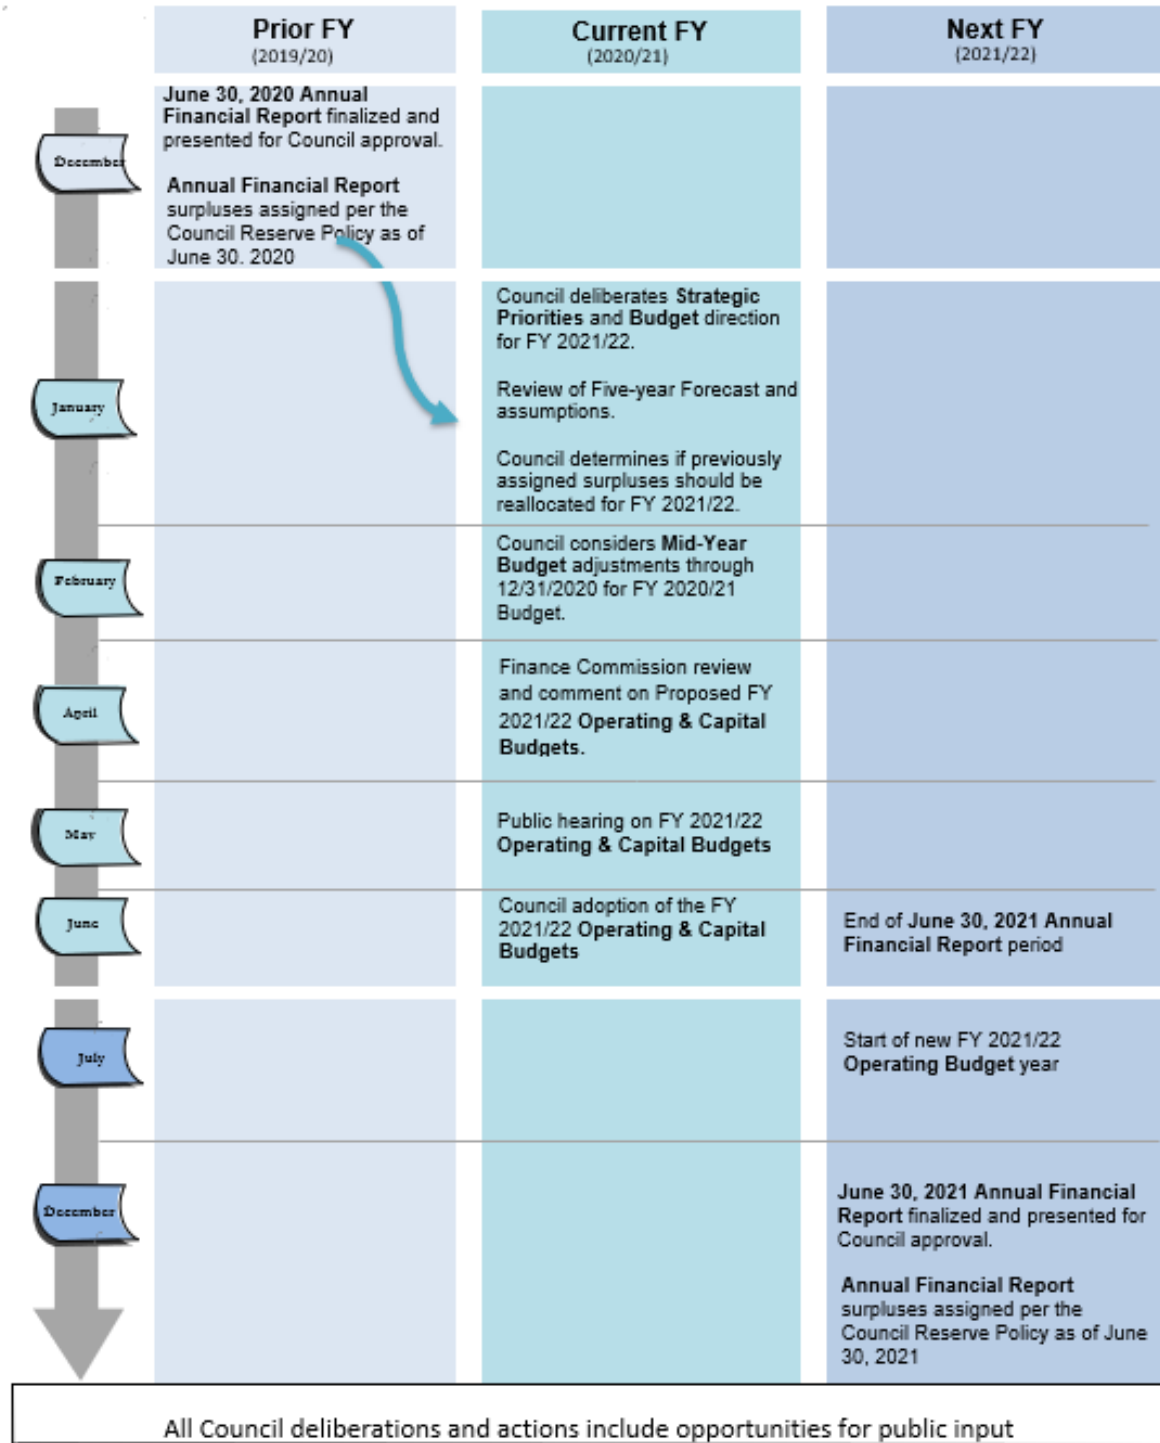 Prior FY
(2019/20)
Current FY
(2020/21)
Next FY
(2021/22)
December
June 30, 2020 Annual
Financial Report finalized and
presented for Council approval.
Annual Financial Report
surpluses assigned per the
Council Reserve Policy as of
June 30. 2020
January
Council deliberates Strategic
Priorities and Budget direction
for FY 2021/22.
Review of Five-year Forecast and
assumptions.
Council determines if previously
assigned surpluses should be
reallocated for FY 2021/22.
February
Council considers Mid-Year
Budget adjustments through
12/31/2020 for FY 2020/21
Budget.
April
Finance Commission review
and comment on Proposed FY
2021/22 Operating & Capital
Budgets.
May
Public hearing on FY 2021/22
Operating & Capital Budgets
June
Council adoption of the FY
2021/22 Operating & Capital
Budgets
End of June 30, 2021 Annual
Financial Report period
July
Start of new FY 2021/22
Operating Budget year
December
June 30, 2021 Annual Financial
Report finalized and presented for
Council approval.
Annual Financial Report
surpluses assigned per the
Council Reserve Policy as of June
30, 2021
All Council deliberations and actions include opportunities for public input